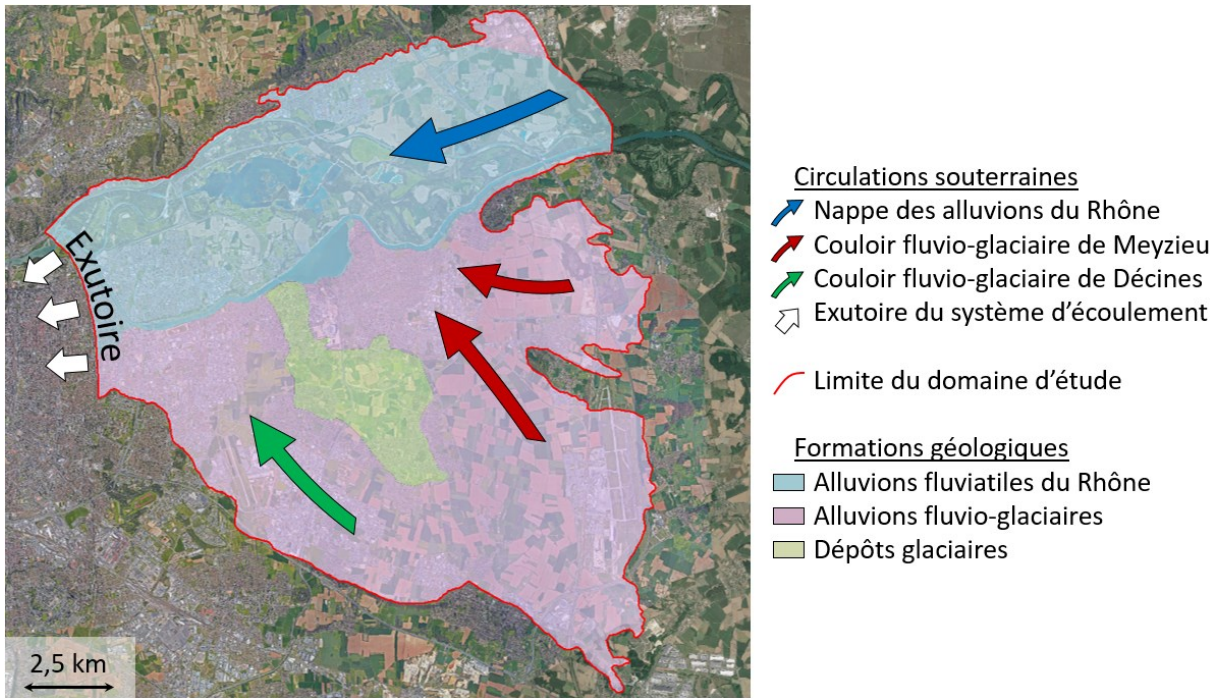 Exutoire
2,5 km
Circulations souterraines
Nappe des alluvions du Rhône
Couloir fluvio-glaciaire de Meyzieu
Couloir fluvio-glaciaire de Décines
Exutoire du système d'écoulement
Limite du domaine d'étude
Formations géologiques
Alluvions fluviatiles du Rhône
Alluvions fluvio-glaciaires
Dépôts glaciaires